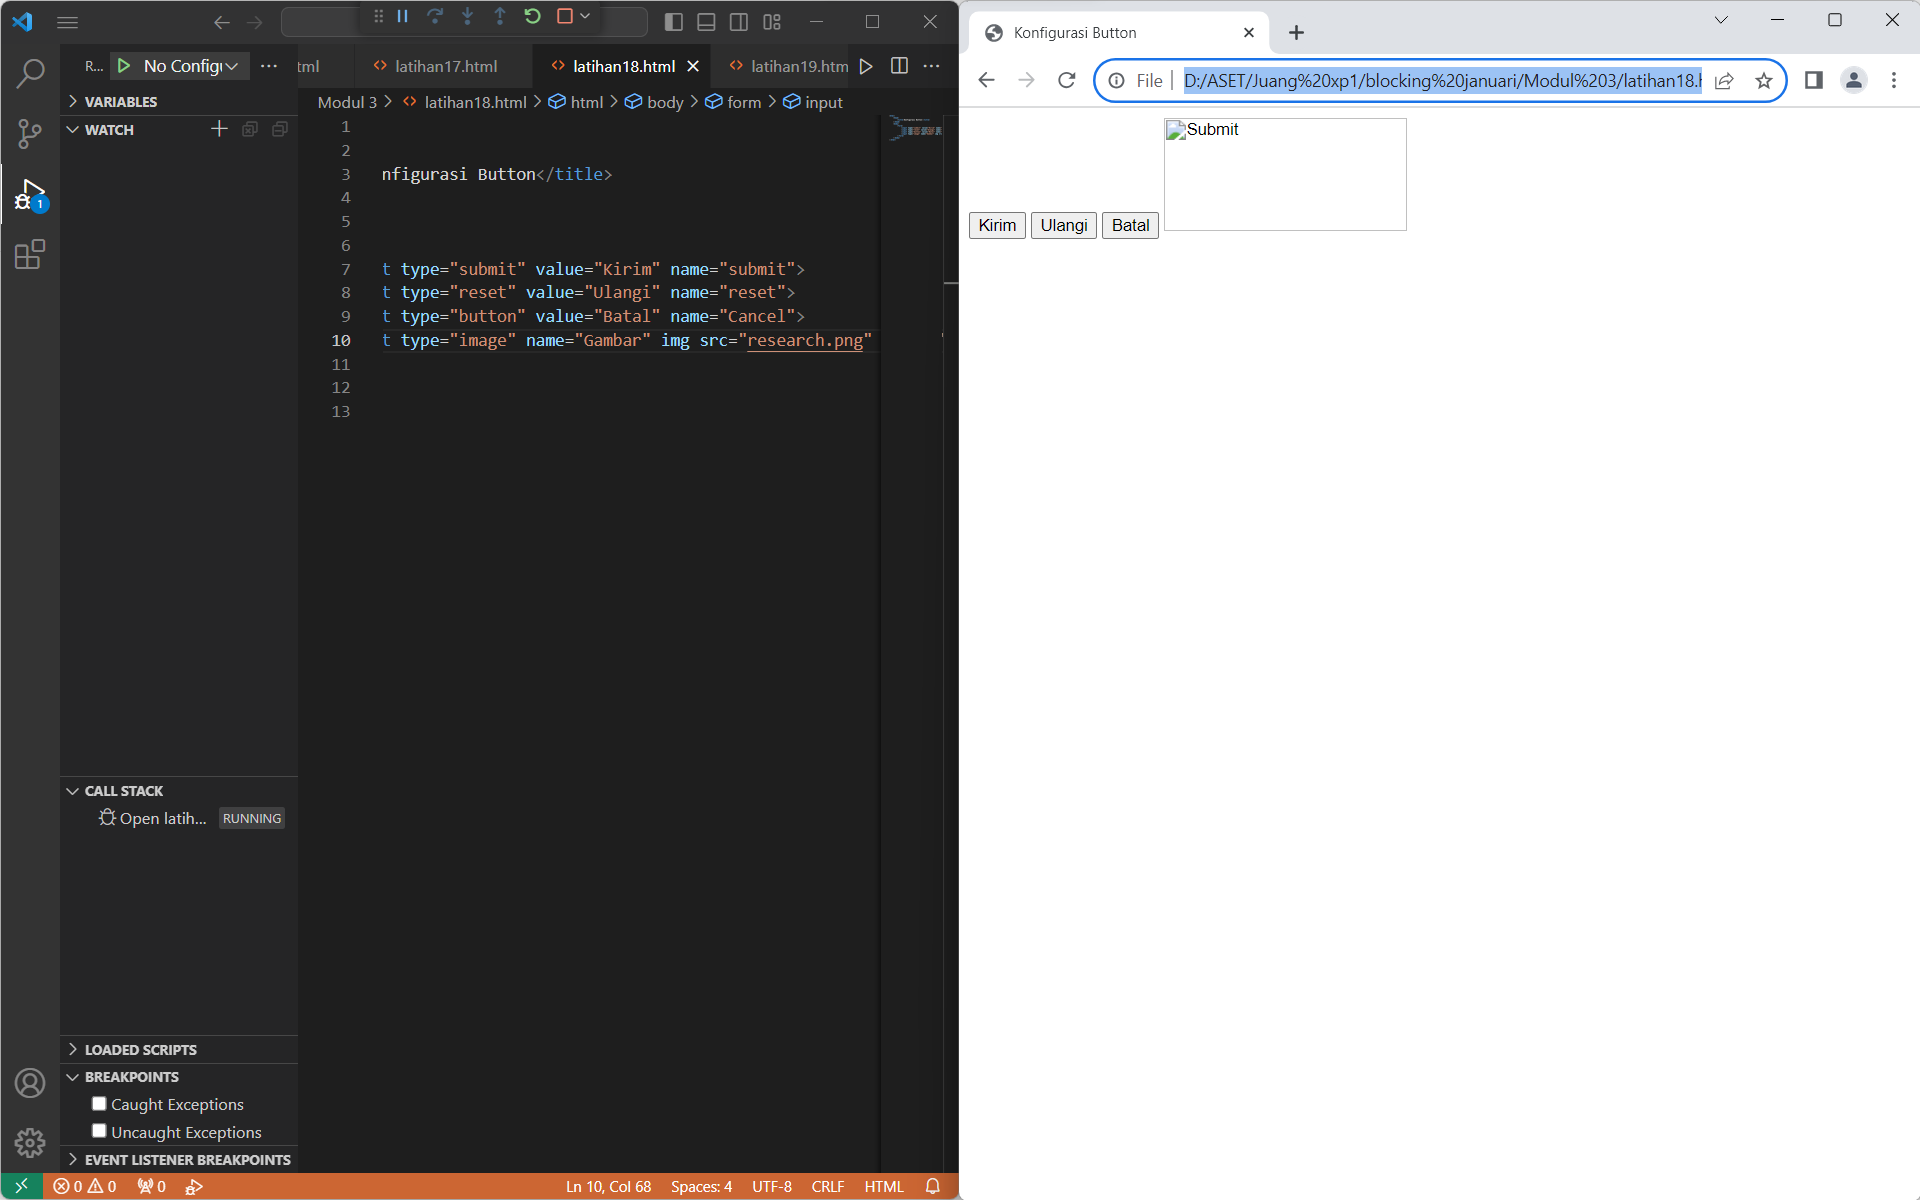 R... No Config
tml
latihan17.html
latihan18.html
latihan19.htm
VARIABLES
WATCH
Modul 3 > latihan18.html > html > body > form > input
1
2
3 nfigurasi Button</title>
4
5
6
7 t type="submit" value="Kirim" name="submit">
8 t type="reset" value="Ulangi" name="reset">
9 t type="button" value="Batal" name="Cancel">
10 t type="image" name="Gambar" img src="research.png"
11
12
13
1
CALL STACK
Open latih... RUNNING
LOADED SCRIPTS
BREAKPOINTS
Caught Exceptions
Uncaught Exceptions
EVENT LISTENER BREAKPOINTS
0 0 0 Ln 10, Col 68 Spaces: 4 UTF-8 CRLF HTML
Konfigurasi Button
File | D:/ASET/Juang%20xp1/blocking%20januari/Modul%203/latihan18.h
Submit
Kirim Ulangi Batal